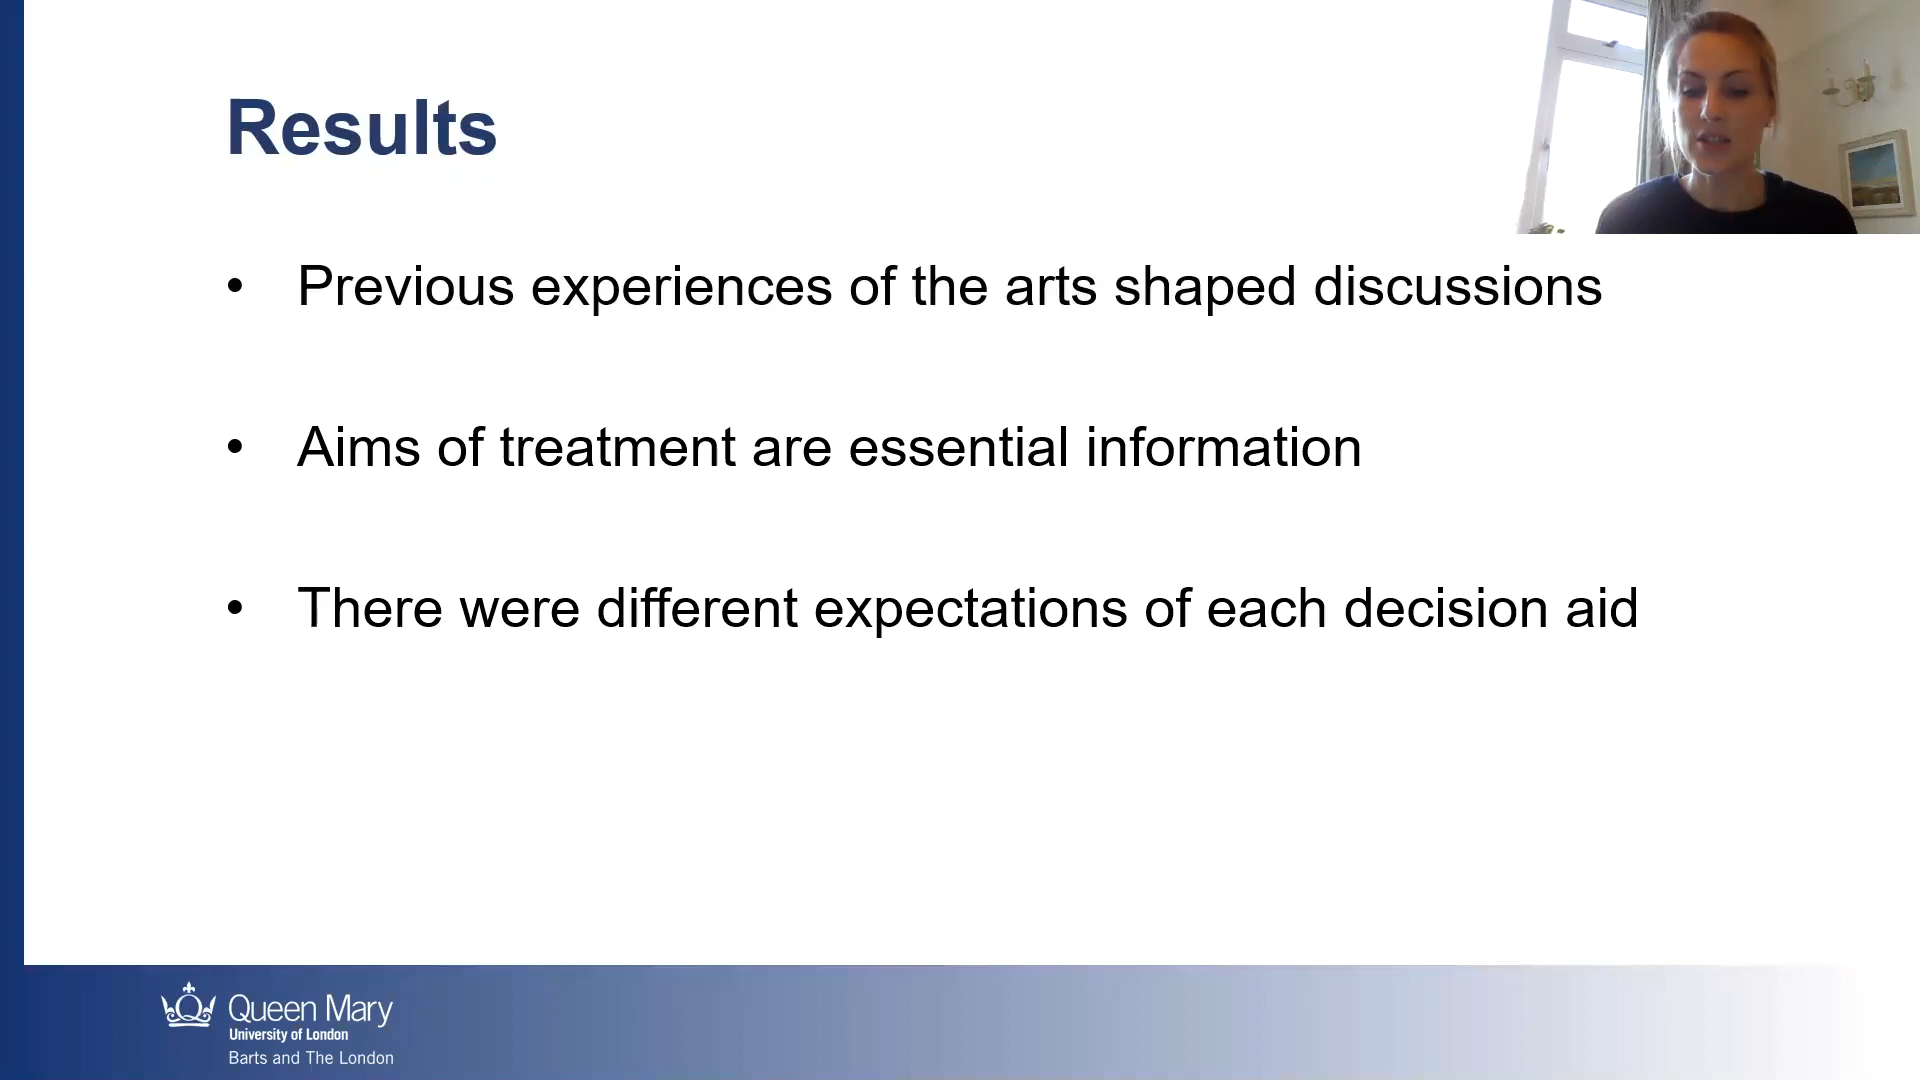 Results
• Previous experiences of the arts shaped discussions
• Aims of treatment are essential information
• There were different expectations of each decision aid
Queen Mary
University of London
Barts and The London